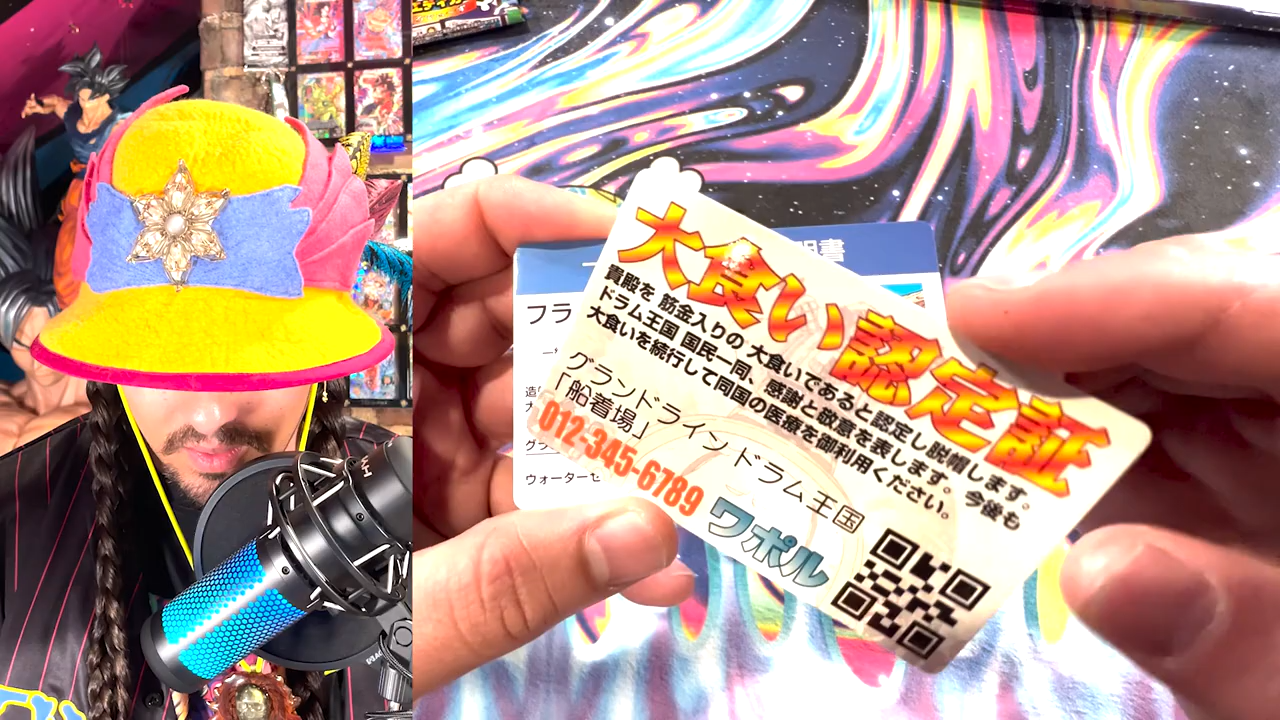 大食い認定証
貴殿を 筋金入りの 大食いであると認定し脱帽します。
ドラム王国 国民一同、感謝と敬意を表します。今後も
大食いを続行して同国の医療を御利用ください。
グランドライン ドラム王国
「船着場」
012-345-6789
ワポル
フラ
ウォーターセ